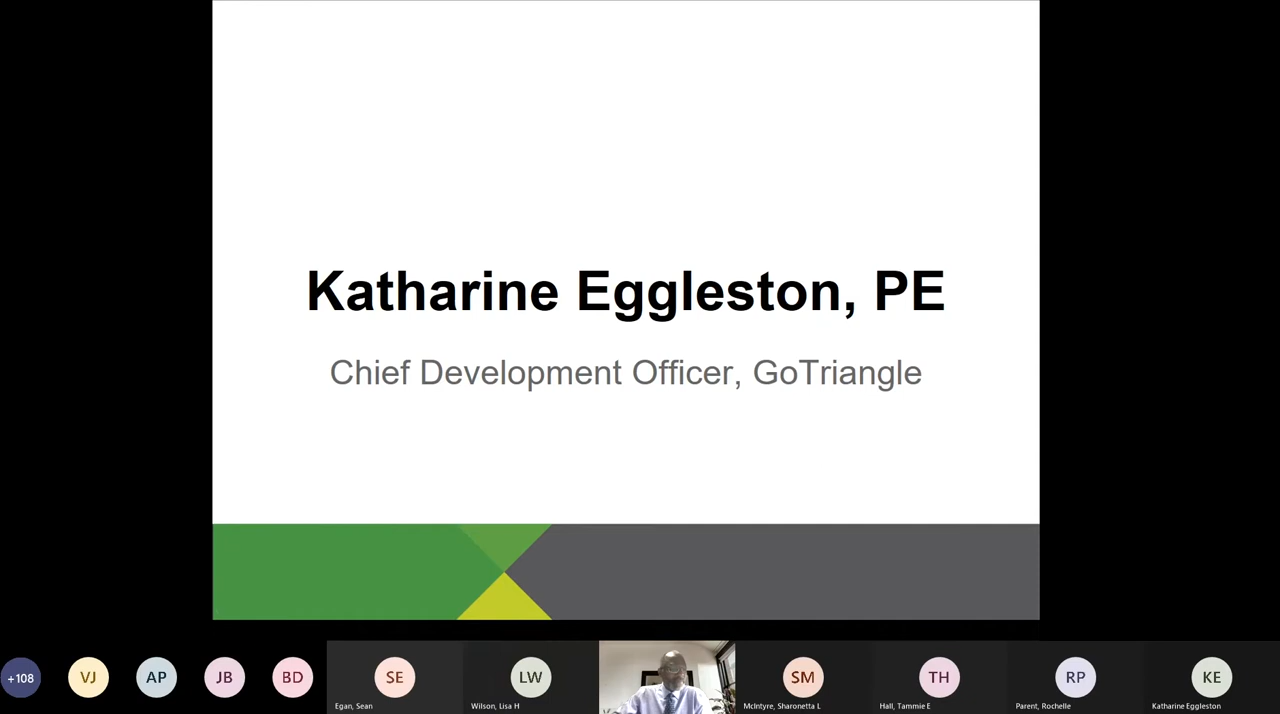 Katharine Eggleston, PE
Chief Development Officer, GoTriangle
+108
VJ
AP
JB
BD
SE
LW
SM
TH
RP
KE
Egan, Sean
Wilson, Lisa H
McIntyre, Sharonetta L
Hall, Tammie E
Parent, Rochelle
Katharine Eggleston